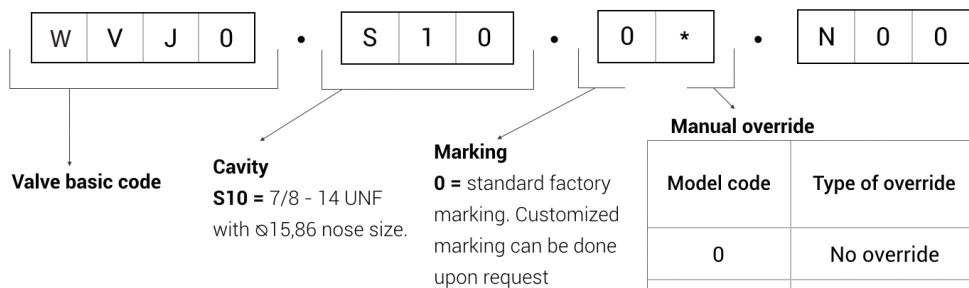 W V J 0 • S 1 0 • 0 * • N 0 0
Manual override
Valve basic code
Cavity
S10 = 7/8 - 14 UNF
with ⦰15,86 nose size.
Marking
0 = standard factory
marking. Customized
marking can be done
upon request
Model code Type of override
0 No override